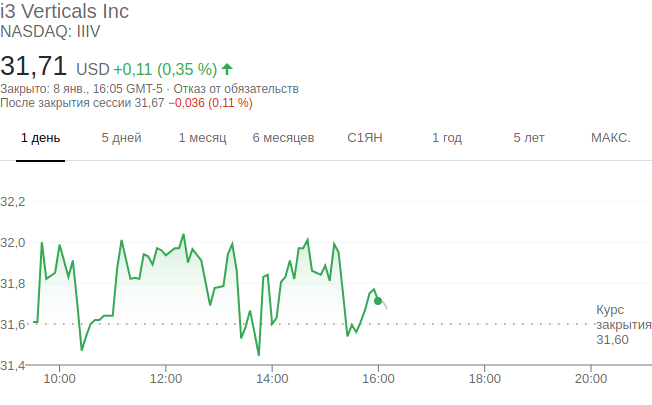 i3 Verticals Inc
NASDAQ: IIIV
31,71 USD +0,11 (0,35 %)
Закрыто: 8 янв., 16:05 GMT-5 · Отказ от обязательств
После закрытия сессии 31,67 −0,036 (0,11 %)
1 день 5 дней 1 месяц 6 месяцев С1ЯН 1 год 5 лет МАКС.
32,2
32,0
31,8
31,6
31,4
Курс
закрытия
31,60
10:00 12:00 14:00 16:00 18:00 20:00